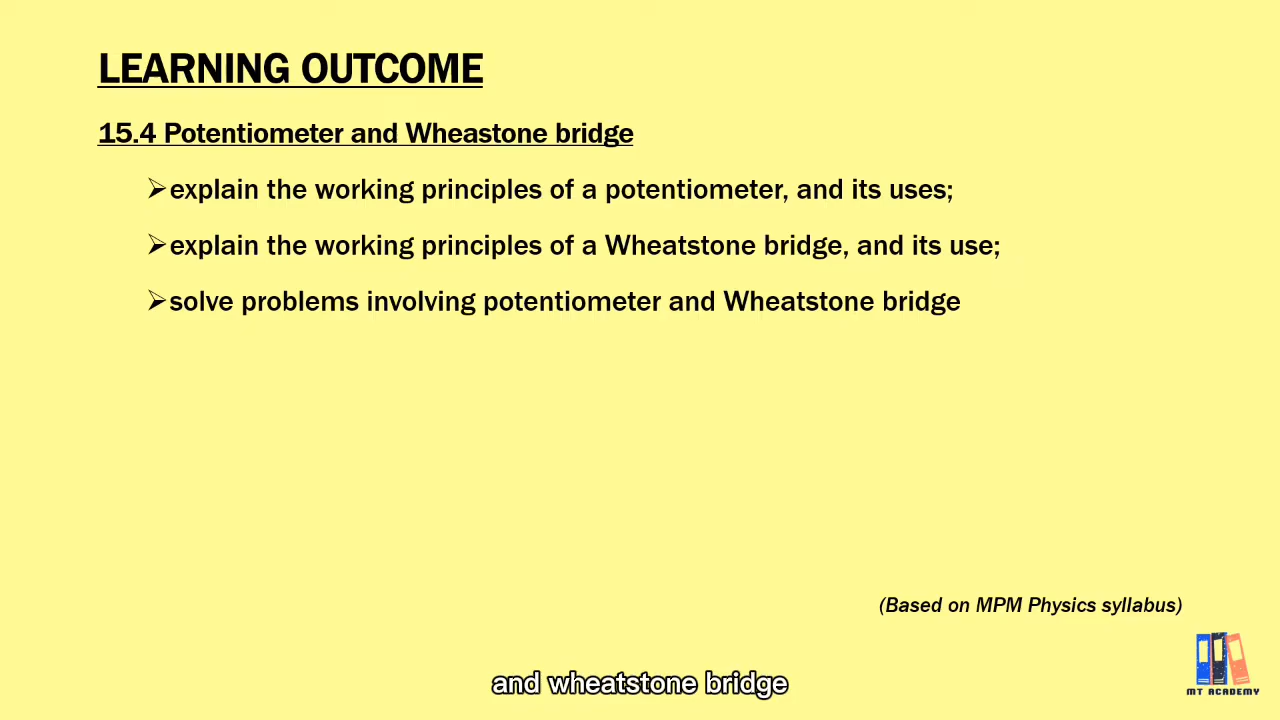 LEARNING OUTCOME
15.4 Potentiometer and Wheastone bridge
➢explain the working principles of a potentiometer, and its uses;
➢explain the working principles of a Wheatstone bridge, and its use;
➢solve problems involving potentiometer and Wheatstone bridge
(Based on MPM Physics syllabus)
MT ACADEMY
and wheatstone bridge